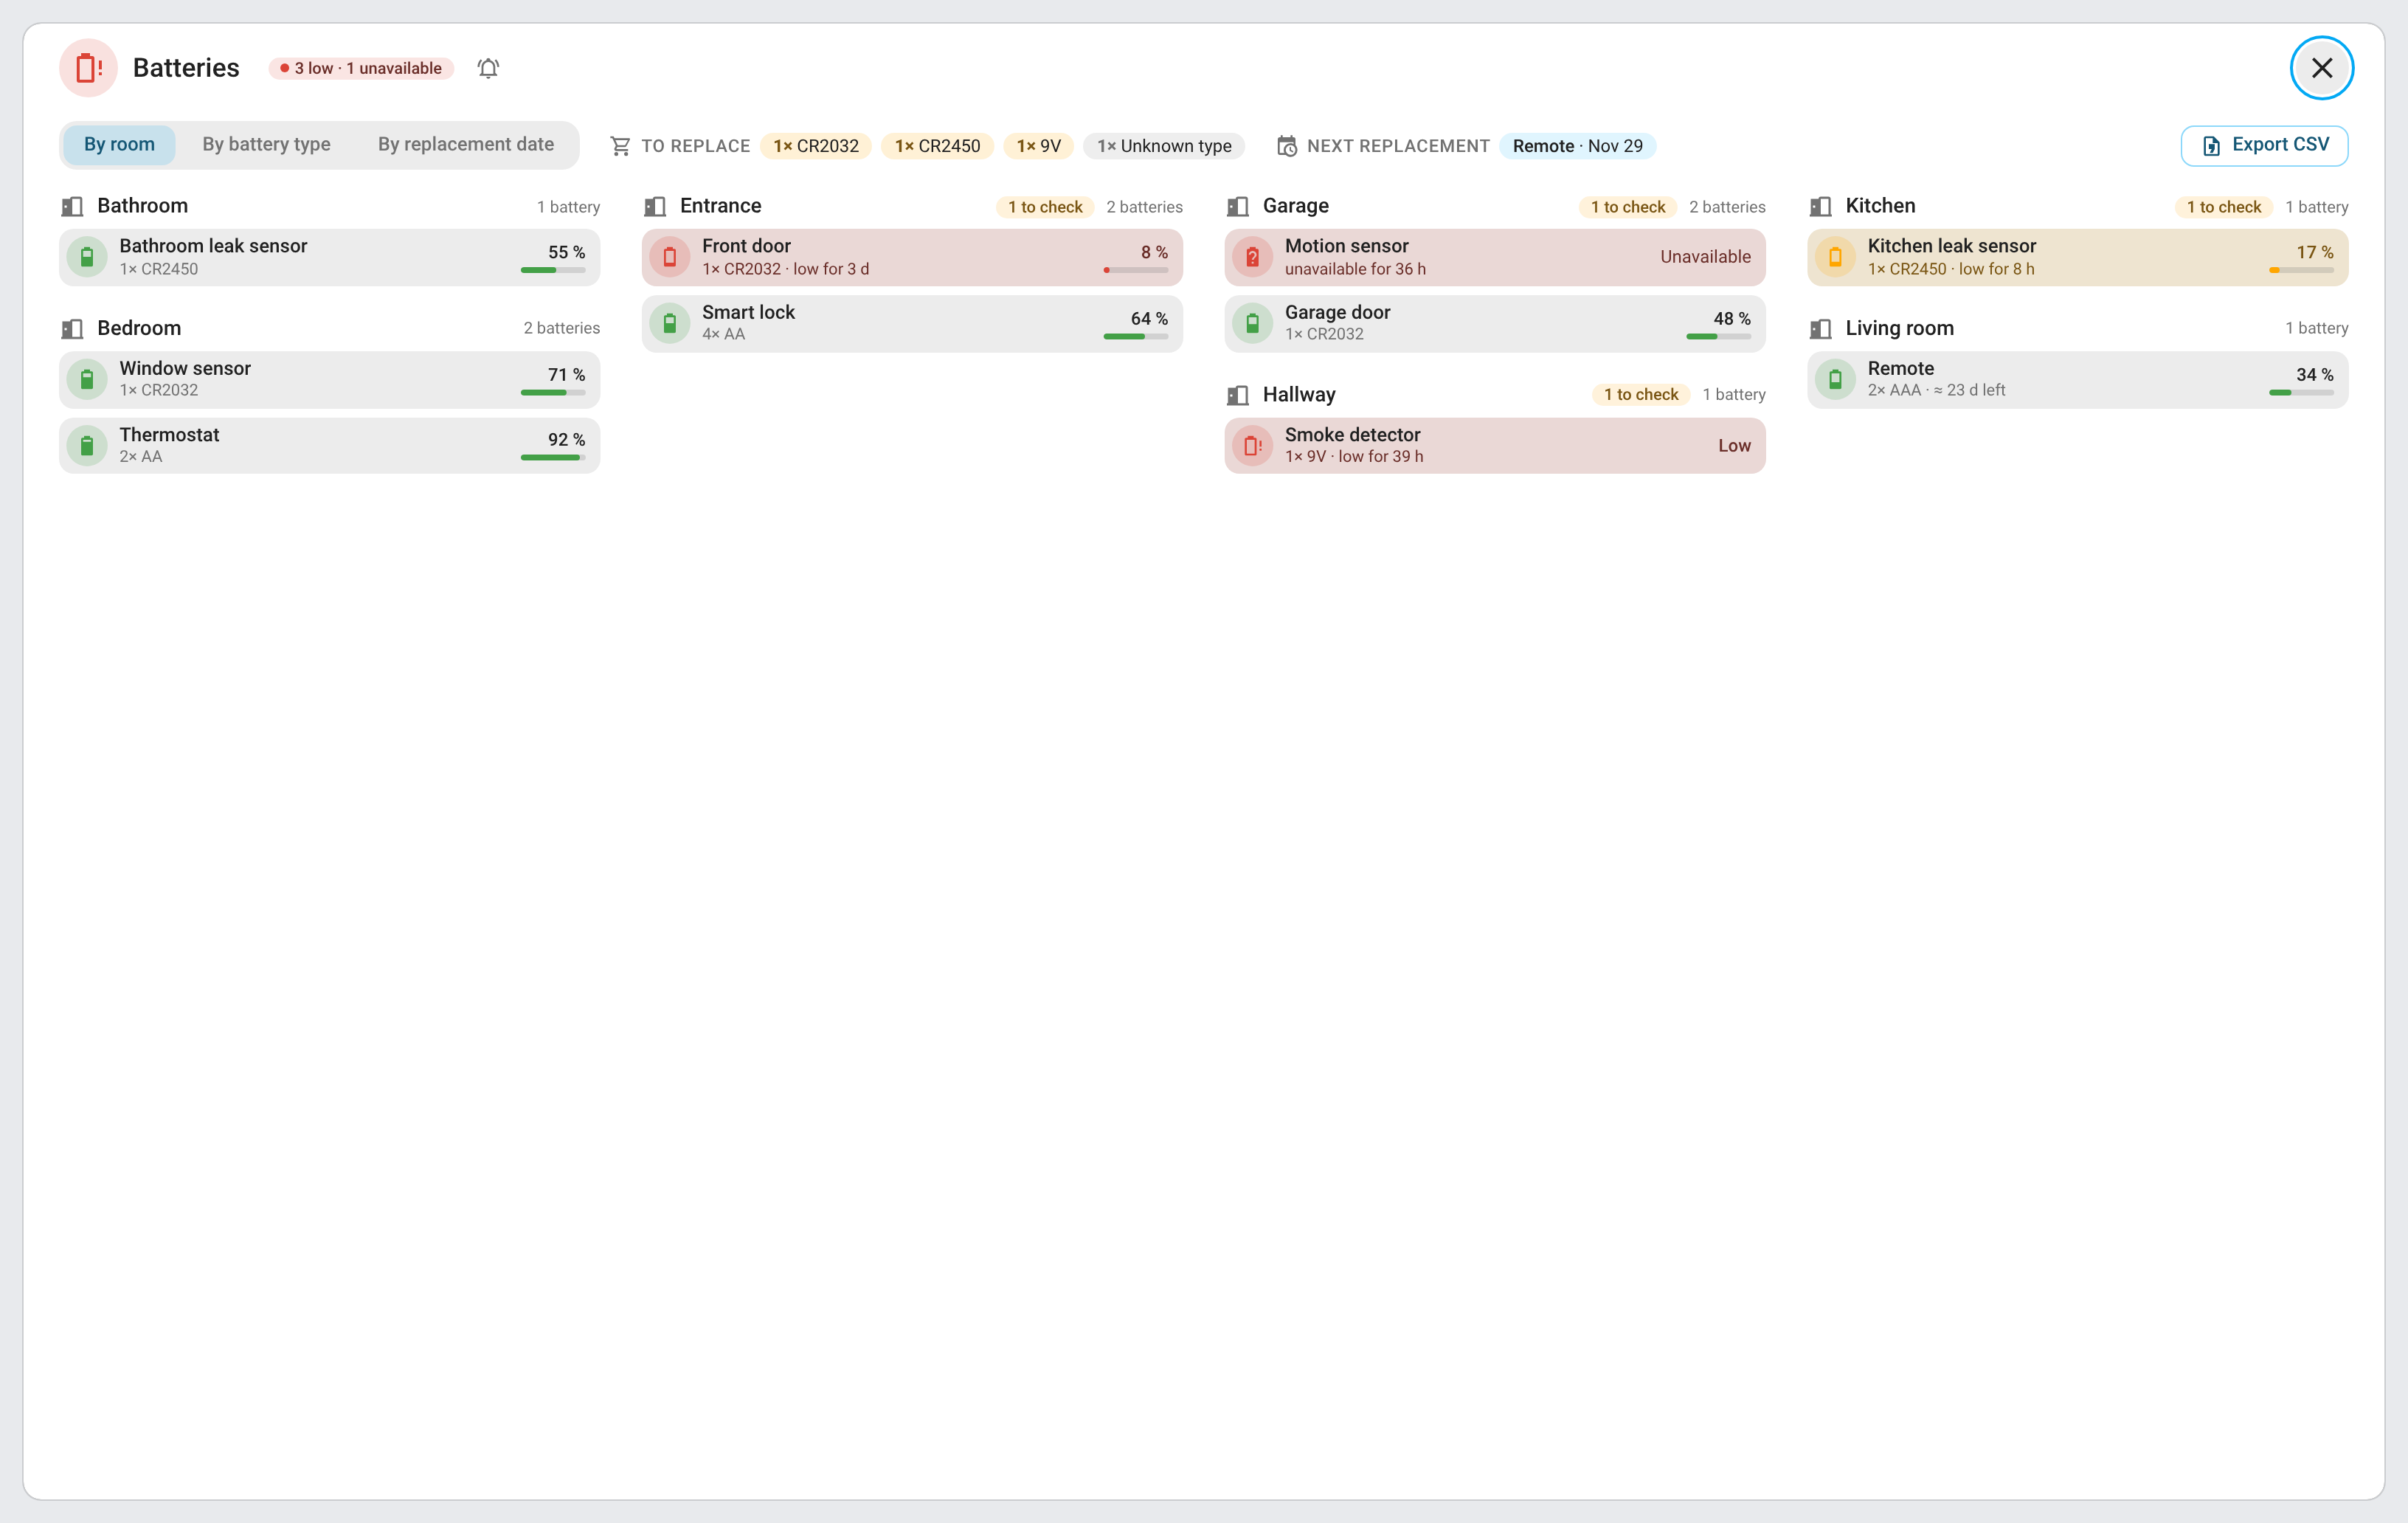 Batteries
3 low · 1 unavailable
By room
By battery type
By replacement date
TO REPLACE
1× CR2032
1× CR2450
1× 9V
1× Unknown type
NEXT REPLACEMENT
Remote · Nov 29
Export CSV
Bathroom
1 battery
Bathroom leak sensor
1× CR2450
55 %
Bedroom
2 batteries
Window sensor
1× CR2032
71 %
Thermostat
2× AA
92 %
Entrance
1 to check
2 batteries
Front door
1× CR2032 · low for 3 d
8 %
Smart lock
4× AA
64 %
Garage
1 to check
2 batteries
Motion sensor
unavailable for 36 h
Unavailable
Garage door
1× CR2032
48 %
Hallway
1 to check
1 battery
Smoke detector
1× 9V · low for 39 h
Low
Kitchen
1 to check
1 battery
Kitchen leak sensor
1× CR2450 · low for 8 h
17 %
Living room
1 battery
Remote
2× AAA · ≈ 23 d left
34 %